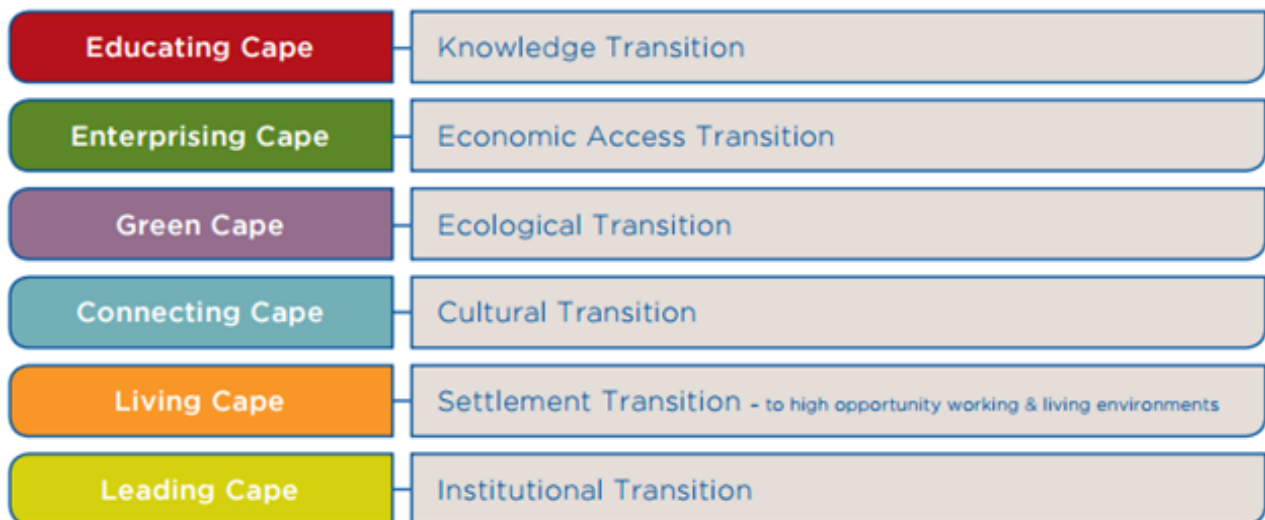 Educating Cape
Knowledge Transition
Enterprising Cape
Economic Access Transition
Green Cape
Ecological Transition
Connecting Cape
Cultural Transition
Living Cape
Settlement Transition - to high opportunity working & living environments
Leading Cape
Institutional Transition